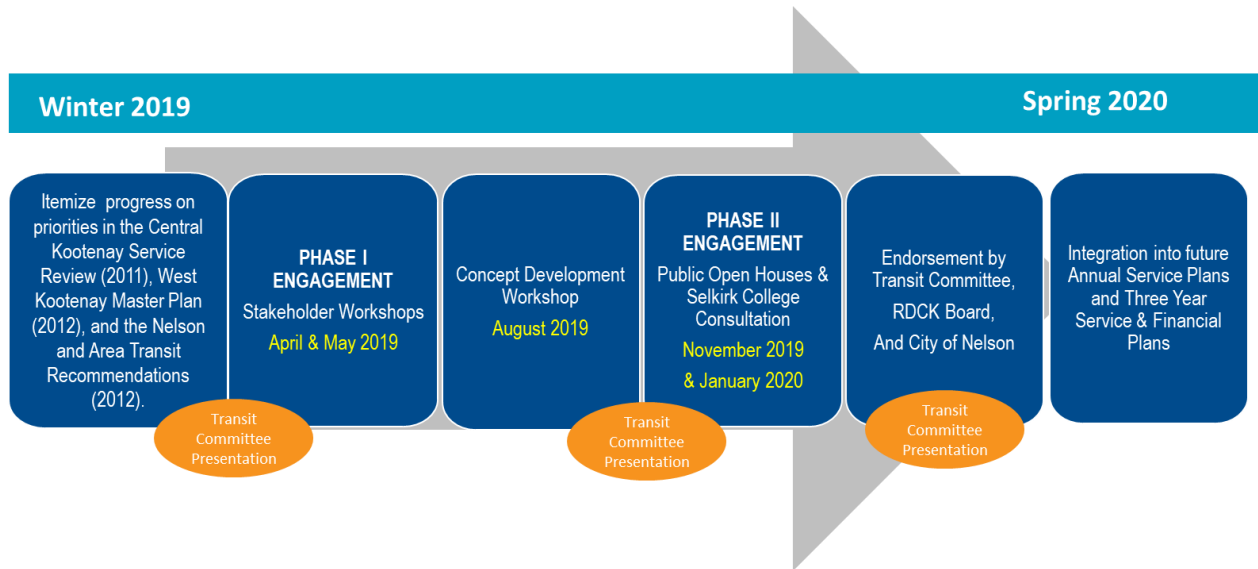 Winter 2019
Spring 2020
Itemize progress on
priorities in the Central
Kootenay Service
Review (2011), West
Kootenay Master Plan
(2012), and the Nelson
and Area Transit
Recommendations
(2012).
PHASE I
ENGAGEMENT
Stakeholder Workshops
April & May 2019
Concept Development
Workshop
August 2019
PHASE II
ENGAGEMENT
Public Open Houses &
Selkirk College
Consultation
November 2019
& January 2020
Endorsement by
Transit Committee,
RDCK Board,
And City of Nelson
Integration into future
Annual Service Plans
and Three Year
Service & Financial
Plans
Transit
Committee
Presentation
Transit
Committee
Presentation
Transit
Committee
Presentation